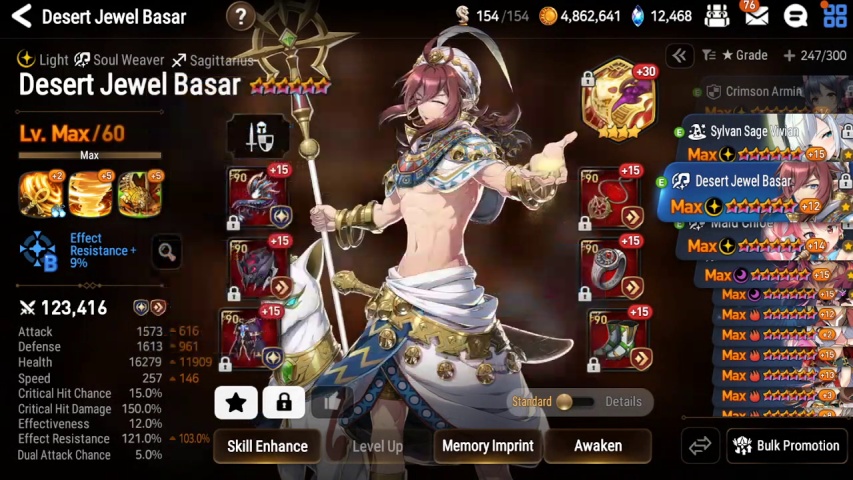 Desert Jewel Basar
?
154/154
4,862,641
12,468
76
Light Soul Weaver Sagittarius
Desert Jewel Basar
Grade
247/300
Lv. Max/60
Max
+2
+5
+5
B
Effect
Resistance +
9%
123,416
Attack 1573 616
Defense 1613 961
Health 16279 11909
Speed 257 146
Critical Hit Chance 15.0%
Critical Hit Damage 150.0%
Effectiveness 12.0%
Effect Resistance 121.0% 103.0%
Dual Attack Chance 5.0%
90 +15
90 +15
90 +15
+30
90 +15
90 +15
90 +15
Standard Details
Skill Enhance
Level Up
Memory Imprint
Awaken
Crimson Armin
Sylvan Sage Vivian
Max +15
Desert Jewel Basar
Max +12
Maid Chloe
Max +14
Max +15
Max
Max +12
Max
Max +15
Max
Max
Max
Bulk Promotion